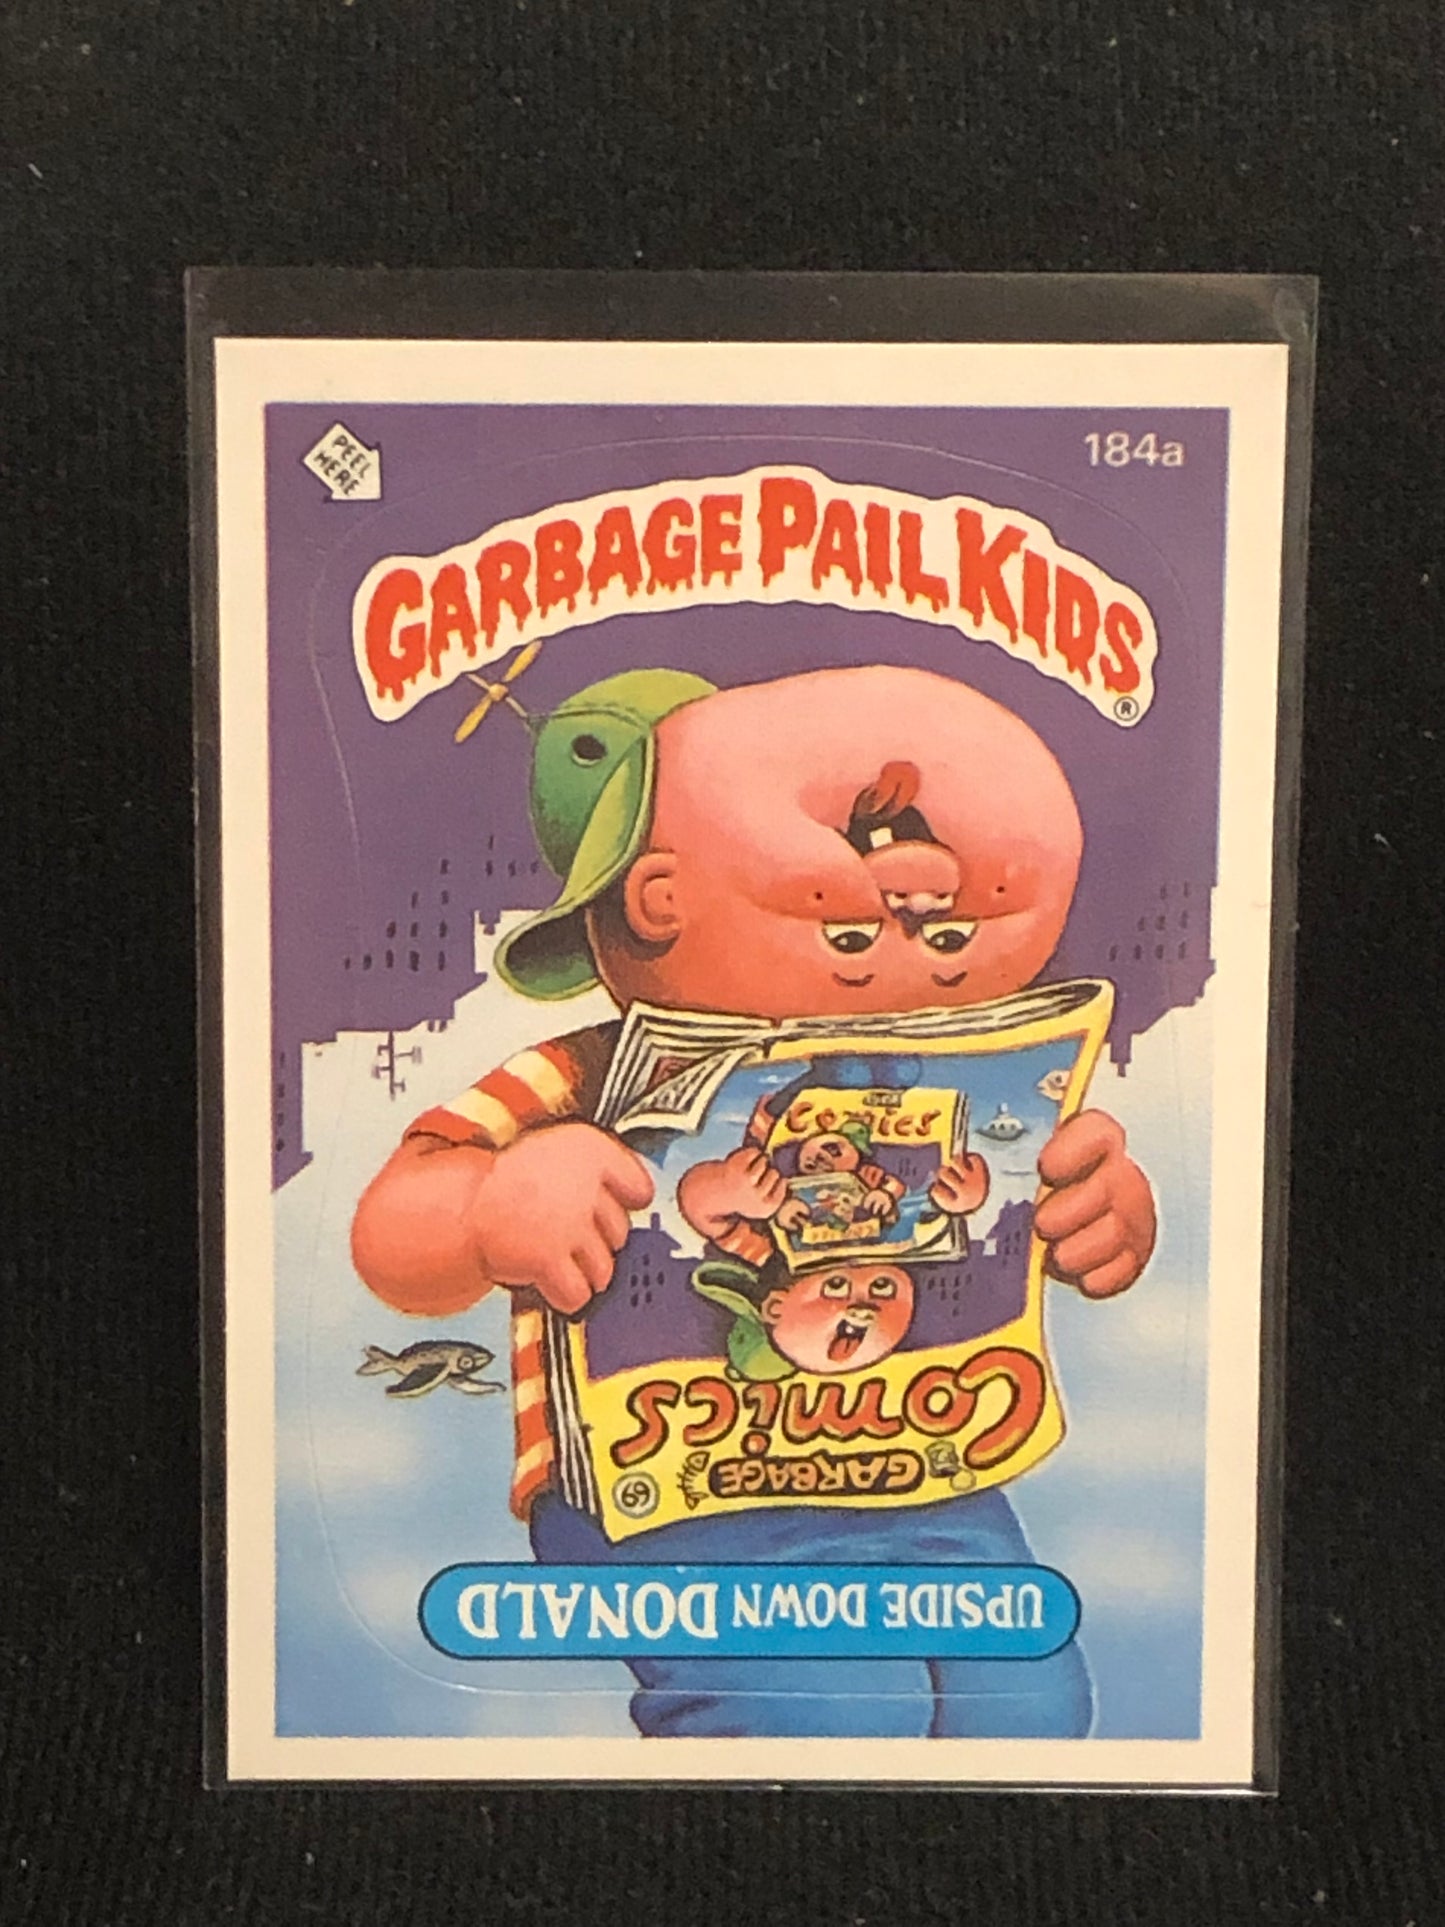 PEEL
HERE
184a
GARBAGE PAIL KIDS
®
Comics
Comics
GARBAGE
69
UPSIDE DOWN DONALD